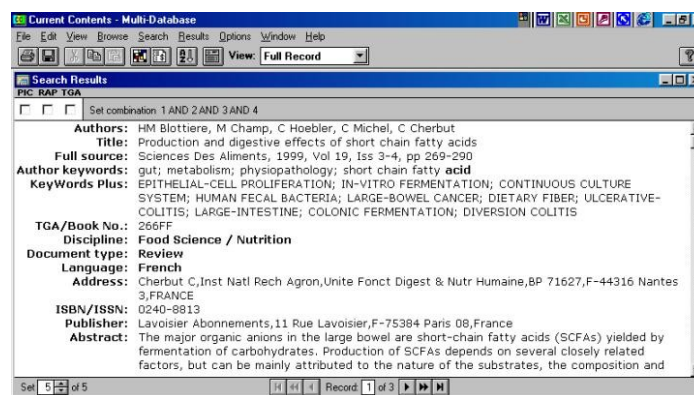 Current Contents - Multi-Database
File Edit View Browse Search Results Options Window Help
View: Full Record
Search Results
PIC RAP TGA
Set combination 1 AND 2 AND 3 AND 4
Authors: HM Blottiere, M Champ, C Hoebler, C Michel, C Cherbut
Title: Production and digestive effects of short chain fatty acids
Full source: Sciences Des Aliments, 1999, Vol 19, Iss 3-4, pp 269-290
Author keywords: gut; metabolism; physiopathology; short chain fatty acid
KeyWords Plus: EPITHELIAL-CELL PROLIFERATION; IN-VITRO FERMENTATION; CONTINUOUS CULTURE
SYSTEM; HUMAN FECAL BACTERIA; LARGE-BOWEL CANCER; DIETARY FIBER; ULCERATIVE-
COLITIS; LARGE-INTESTINE; COLONIC FERMENTATION; DIVERSION COLITIS
TGA/Book No.: 266FF
Discipline: Food Science / Nutrition
Document type: Review
Language: French
Address: Cherbut C,Inst Natl Rech Agron,Unite Fonct Digest & Nutr Humaine,BP 71627,F-44316 Nantes
3,FRANCE
ISBN/ISSN: 0240-8813
Publisher: Lavoisier Abonnements,11 Rue Lavoisier,F-75384 Paris 08,France
Abstract: The major organic anions in the large bowel are short-chain fatty acids (SCFAs) yielded by
fermentation of carbohydrates. Production of SCFAs depends on several closely related
factors, but can be mainly attributed to the nature of the substrates, the composition and
Set 5 of 5 Record 1 of 3